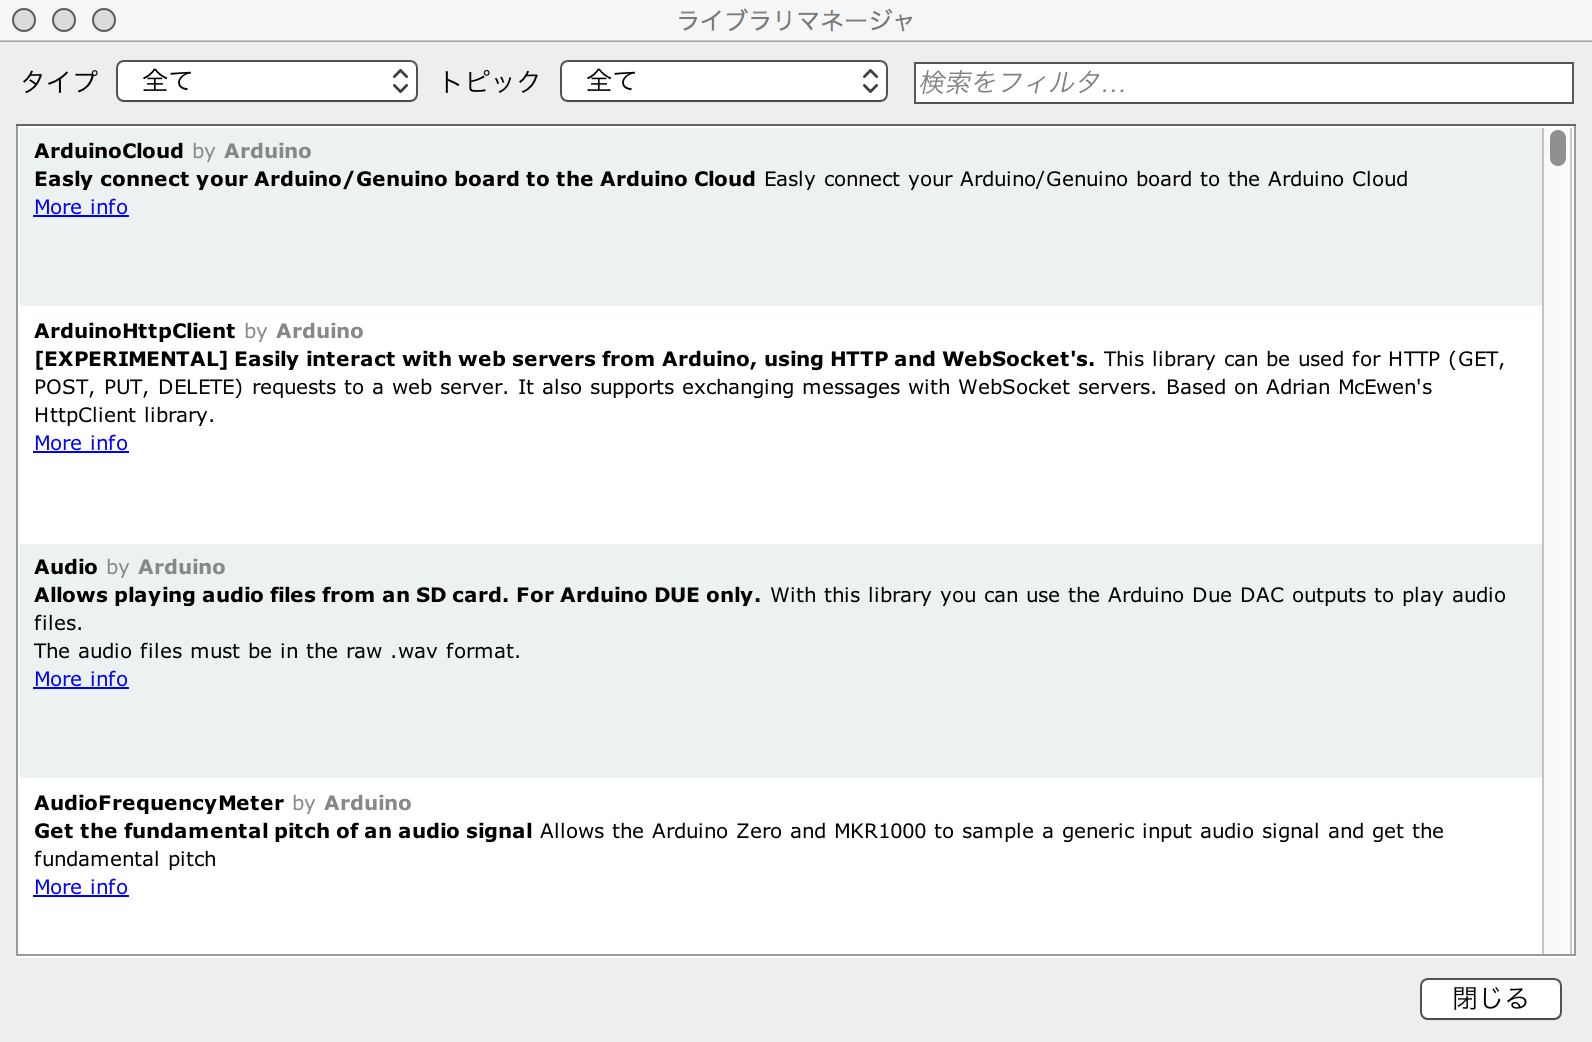 ライブラリマネージャ
タイプ 全て トピック 全て 検索をフィルタ...
ArduinoCloud by Arduino
Easly connect your Arduino/Genuino board to the Arduino Cloud Easly connect your Arduino/Genuino board to the Arduino Cloud
More info
ArduinoHttpClient by Arduino
[EXPERIMENTAL] Easily interact with web servers from Arduino, using HTTP and WebSocket's. This library can be used for HTTP (GET,
POST, PUT, DELETE) requests to a web server. It also supports exchanging messages with WebSocket servers. Based on Adrian McEwen's
HttpClient library.
More info
Audio by Arduino
Allows playing audio files from an SD card. For Arduino DUE only. With this library you can use the Arduino Due DAC outputs to play audio
files.
The audio files must be in the raw .wav format.
More info
AudioFrequencyMeter by Arduino
Get the fundamental pitch of an audio signal Allows the Arduino Zero and MKR1000 to sample a generic input audio signal and get the
fundamental pitch
More info
閉じる